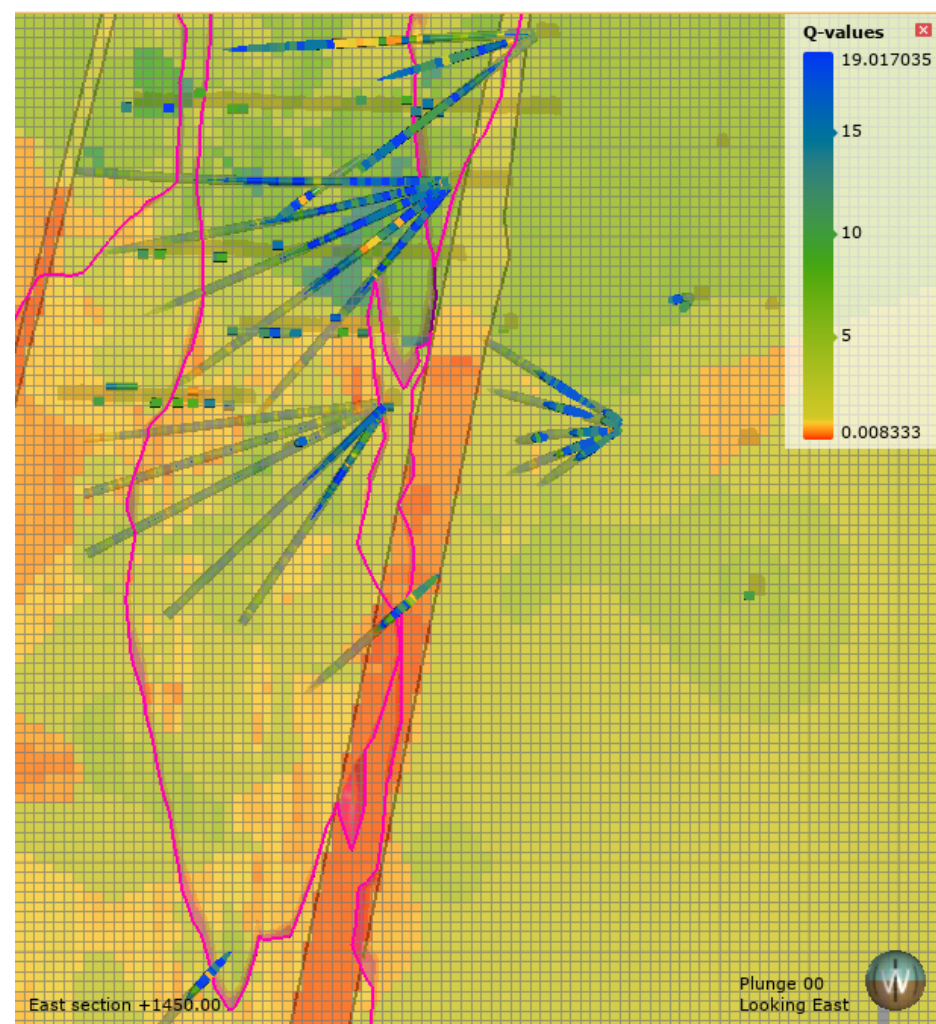 Q-values
19.017035
15
10
5
0.008333
East section +1450.00
Plunge 00
Looking East
W